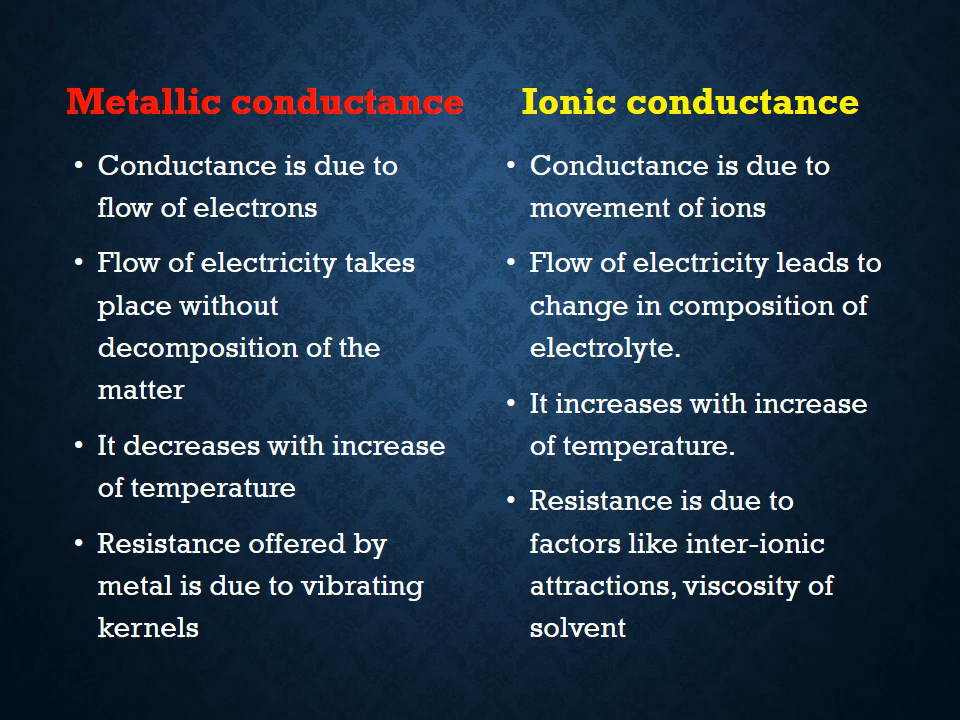 Metallic conductance
• Conductance is due to
flow of electrons
• Flow of electricity takes
place without
decomposition of the
matter
• It decreases with increase
of temperature
• Resistance offered by
metal is due to vibrating
kernels
Ionic conductance
• Conductance is due to
movement of ions
• Flow of electricity leads to
change in composition of
electrolyte.
• It increases with increase
of temperature.
• Resistance is due to
factors like inter-ionic
attractions, viscosity of
solvent